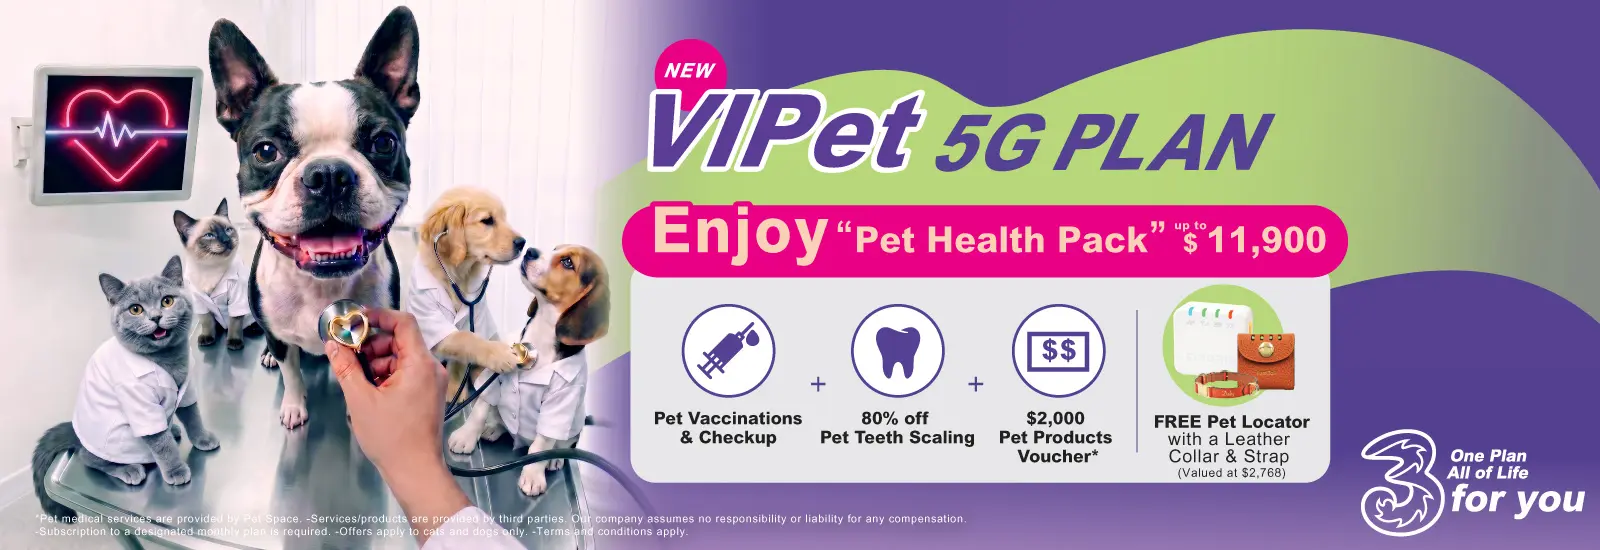 NEW
VIPet 5G PLAN
Enjoy “Pet Health Pack” up to $ 11,900
Pet Vaccinations
& Checkup
+
80% off
Pet Teeth Scaling
+
$$
$2,000
Pet Products
Voucher*
FREE Pet Locator
with a Leather
Collar & Strap
(Valued at $2,768)
3
One Plan
All of Life
for you
*Pet medical services are provided by Pet Space. -Services/products are provided by third parties. Our company assumes no responsibility or liability for any compensation.
-Subscription to a designated monthly plan is required. -Offers apply to cats and dogs only. -Terms and conditions apply.